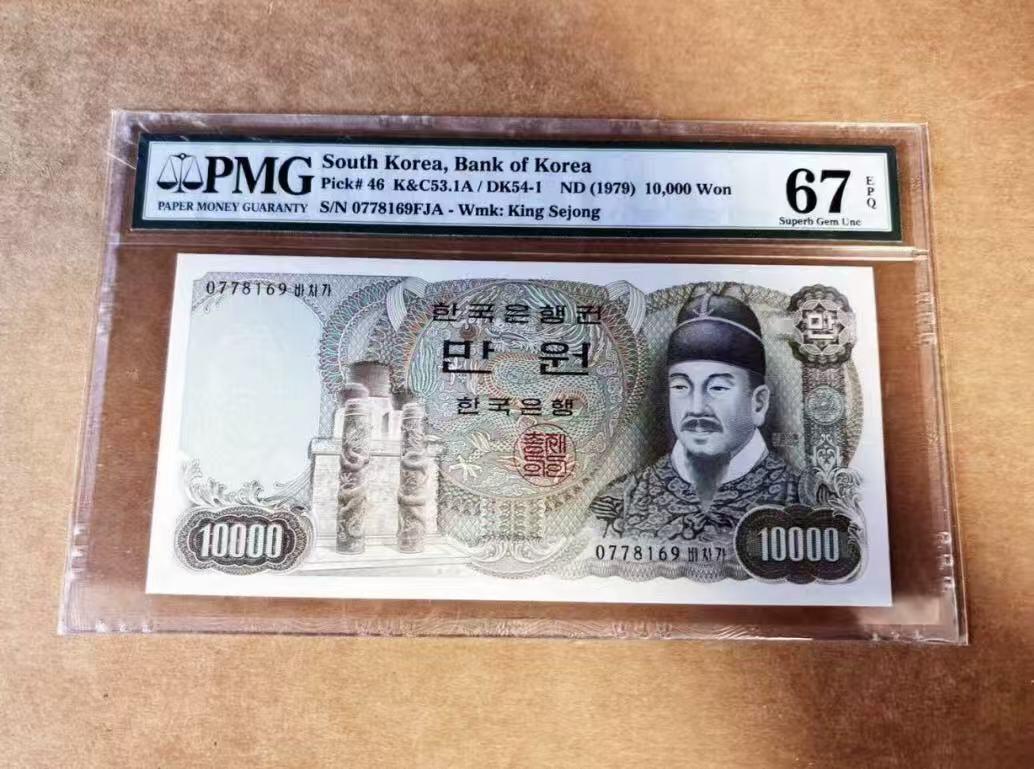 PMG
PAPER MONEY GUARANTY
South Korea, Bank of Korea
Pick# 46 K&C53.1A / DK54-1 ND (1979) 10,000 Won
S/N 0778169FJA - Wmk: King Sejong
67
EPQ
Superb Gem Unc
0778169 바차가
한국은행권
만원
한국은행
만
10000
0778169 바차가
10000